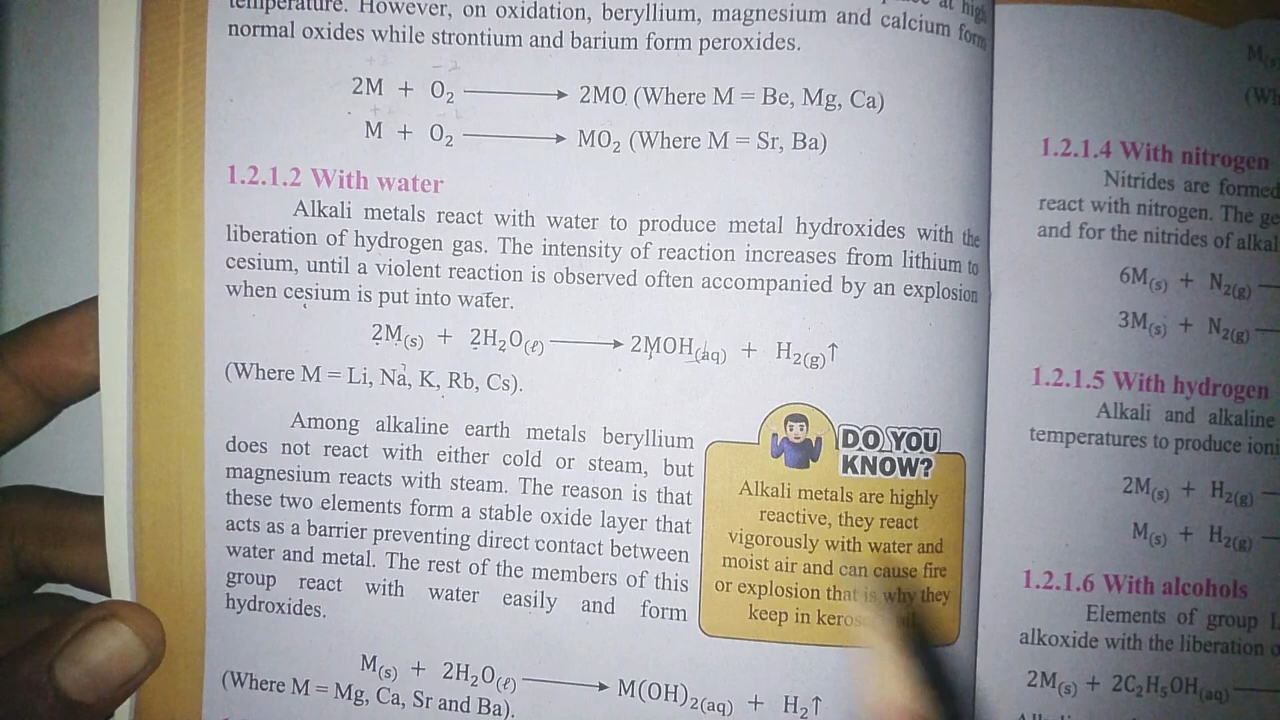 temperature. However, on oxidation, beryllium, magnesium and calcium form
normal oxides while strontium and barium form peroxides.
2M + O₂ ⟶ 2MO (Where M = Be, Mg, Ca)
M + O₂ ⟶ MO₂ (Where M = Sr, Ba)
1.2.1.2 With water
Alkali metals react with water to produce metal hydroxides with the
liberation of hydrogen gas. The intensity of reaction increases from lithium to
cesium, until a violent reaction is observed often accompanied by an explosion
when cesium is put into water.
2M(s) + 2H₂O(ℓ) ⟶ 2MOH(aq) + H₂(g)↑
(Where M = Li, Na, K, Rb, Cs).
Among alkaline earth metals beryllium
does not react with either cold or steam, but
magnesium reacts with steam. The reason is that
these two elements form a stable oxide layer that
acts as a barrier preventing direct contact between
water and metal. The rest of the members of this
group react with water easily and form
hydroxides.
DO YOU
KNOW?
Alkali metals are highly
reactive, they react
vigorously with water and
moist air and can cause fire
or explosion that is why they
keep in
M(s) + 2H₂O(ℓ) ⟶ M(OH)₂(aq) + H₂↑
(Where M = Mg, Ca, Sr and Ba).
1.2.1.4 With nitrogen
Nitrides are formed
react with nitrogen. The
and for the nitrides of
6M(s) + N₂(g)
3M(s) + N₂(g)
1.2.1.5 With hydrogen
Alkali and alkaline
temperatures to produce
2M(s) + H₂(g)
M(s) + H₂(g)
1.2.1.6 With alcohols
Elements of group
alkoxide with the liberation
2M(s) + 2C₂H₅OH(aq)